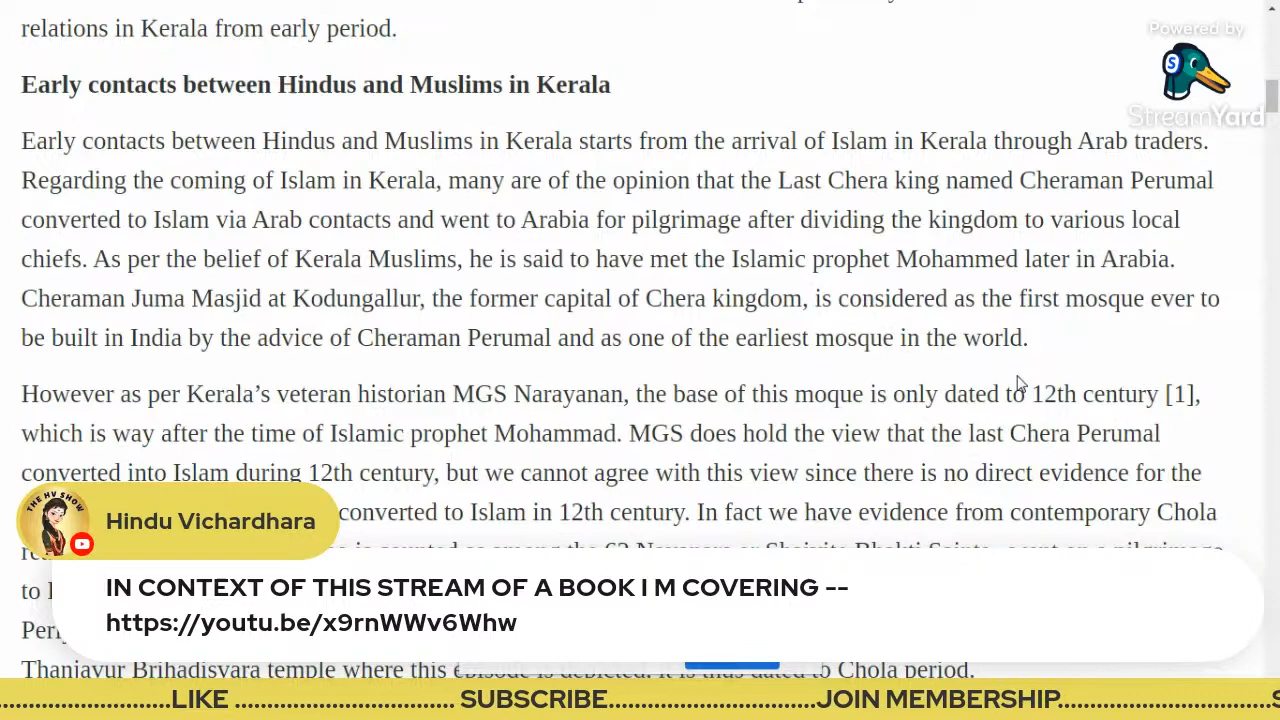 relations in Kerala from early period.
Powered by
StreamYard
Early contacts between Hindus and Muslims in Kerala
Early contacts between Hindus and Muslims in Kerala starts from the arrival of Islam in Kerala through Arab traders.
Regarding the coming of Islam in Kerala, many are of the opinion that the Last Chera king named Cheraman Perumal
converted to Islam via Arab contacts and went to Arabia for pilgrimage after dividing the kingdom to various local
chiefs. As per the belief of Kerala Muslims, he is said to have met the Islamic prophet Mohammed later in Arabia.
Cheraman Juma Masjid at Kodungallur, the former capital of Chera kingdom, is considered as the first mosque ever to
be built in India by the advice of Cheraman Perumal and as one of the earliest mosque in the world.
However as per Kerala’s veteran historian MGS Narayanan, the base of this moque is only dated to 12th century [1],
which is way after the time of Islamic prophet Mohammad. MGS does hold the view that the last Chera Perumal
converted into Islam during 12th century, but we cannot agree with this view since there is no direct evidence for the
converted to Islam in 12th century. In fact we have evidence from contemporary Chola
THE HV SHOW
Hindu Vichardhara
IN CONTEXT OF THIS STREAM OF A BOOK I M COVERING --
https://youtu.be/x9rnWWv6Whw
to
Thanjavur Brihadisvara temple where this episode is depicted. It is thus dated to Chola period.
LIKE SUBSCRIBE JOIN MEMBERSHIP